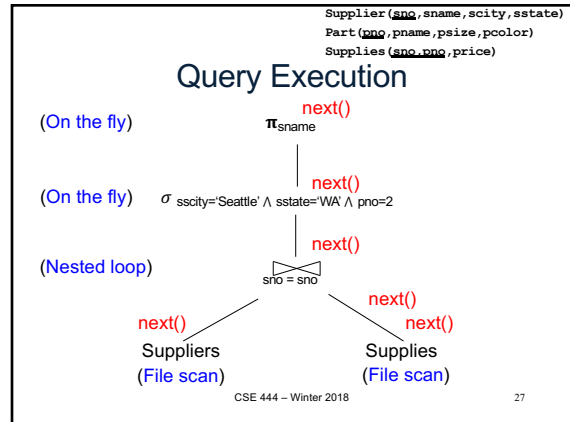 Supplier(sno,sname,scity,sstate)
Part(pno,pname,psize,pcolor)
Supplies(sno,pno,price)
Query Execution
next()
(On the fly) πsname
next()
(On the fly) σ sscity=‘Seattle’ ∧ sstate=‘WA’ ∧ pno=2
next()
(Nested loop)
sno = sno
next()
next() next()
Suppliers Supplies
(File scan) (File scan)
CSE 444 – Winter 2018 27